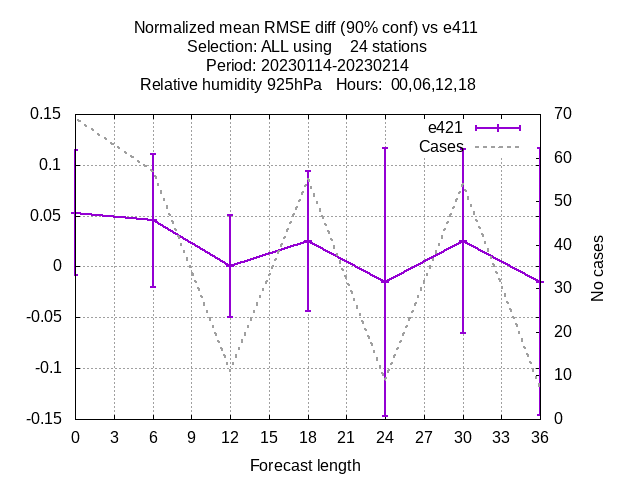 Normalized mean RMSE diff (90% conf) vs e411
Selection: ALL using    24 stations
Period: 20230114-20230214
Relative humidity 925hPa   Hours:  00,06,12,18
0.15
0.1
0.05
0
-0.05
-0.1
-0.15
70
60
50
40
30
20
10
0
e421
Cases
No cases
0 3 6 9 12 15 18 21 24 27 30 33 36
Forecast length